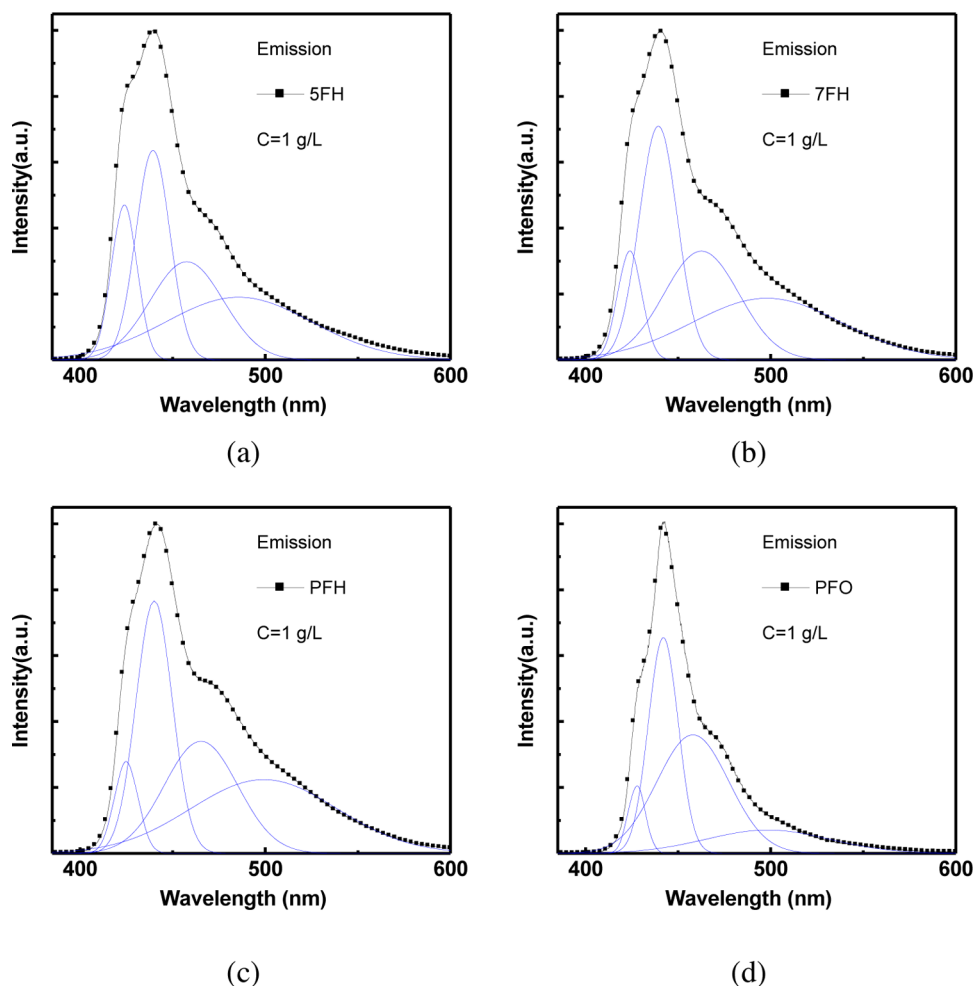 Emission
5FH
C=1 g/L
Intensity(a.u.)
400 500 600
Wavelength (nm)
(a)
Emission
7FH
C=1 g/L
Intensity(a.u.)
400 500 600
Wavelength (nm)
(b)
Emission
PFH
C=1 g/L
Intensity(a.u.)
400 500 600
Wavelength (nm)
(c)
Emission
PFO
C=1 g/L
Intensity(a.u.)
400 500 600
Wavelength (nm)
(d)